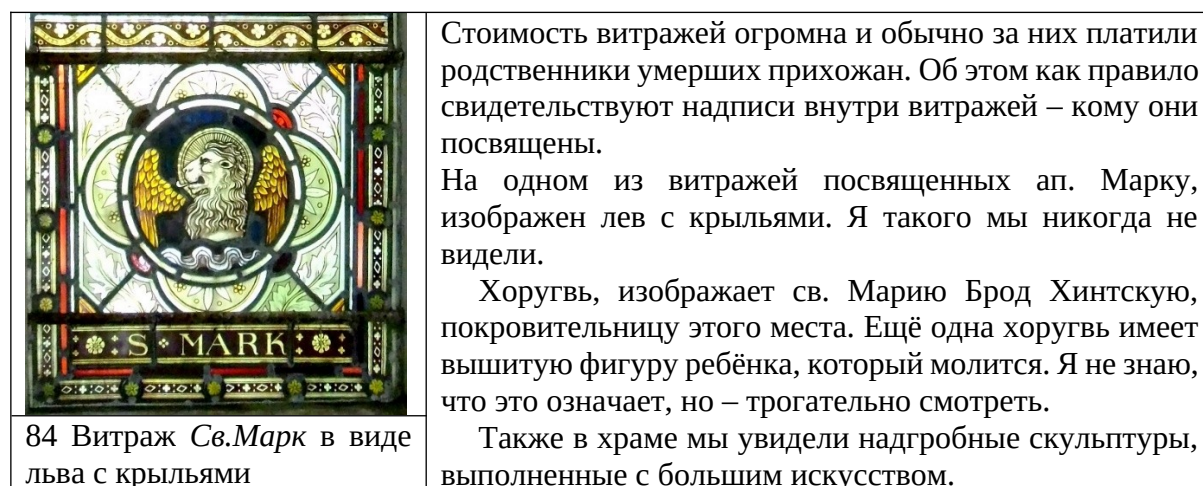 S MARK
84 Витраж Св.Марк в виде
льва с крыльями
Стоимость витражей огромна и обычно за них платили
родственники умерших прихожан. Об этом как правило
свидетельствуют надписи внутри витражей – кому они
посвящены.
На одном из витражей посвященных ап. Марку,
изображен лев с крыльями. Я такого мы никогда не
видели.
Хоругвь, изображает св. Марию Брод Хинтскую,
покровительницу этого места. Ещё одна хоругвь имеет
вышитую фигуру ребёнка, который молится. Я не знаю,
что это означает, но – трогательно смотреть.
Также в храме мы увидели надгробные скульптуры,
выполненные с большим искусством.